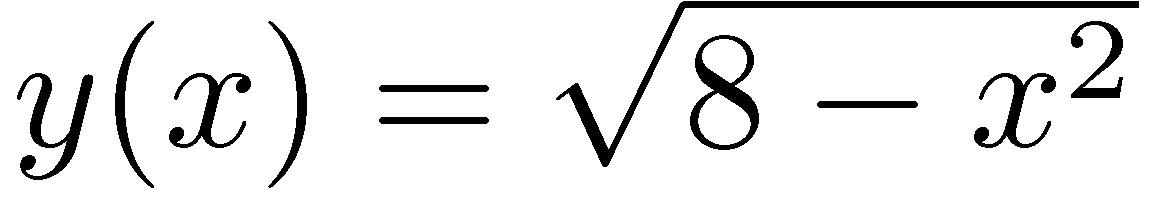 y(x) = √(8 − x²)